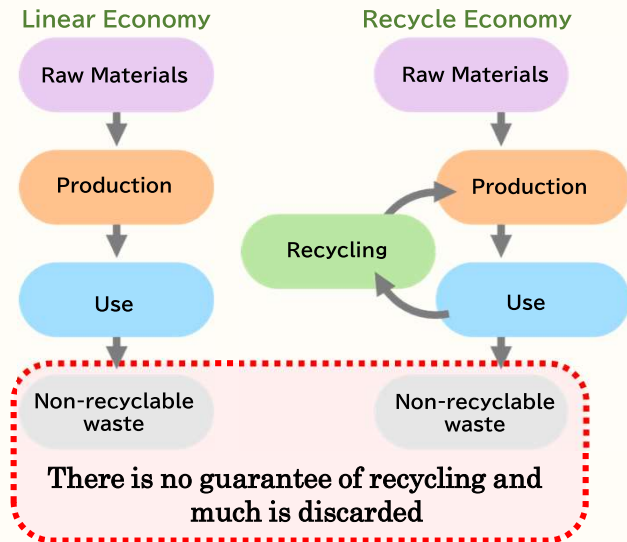 Linear Economy
Raw Materials
Production
Use
Non-recyclable
waste
Recycle Economy
Raw Materials
Production
Recycling
Use
Non-recyclable
waste
There is no guarantee of recycling and
much is discarded